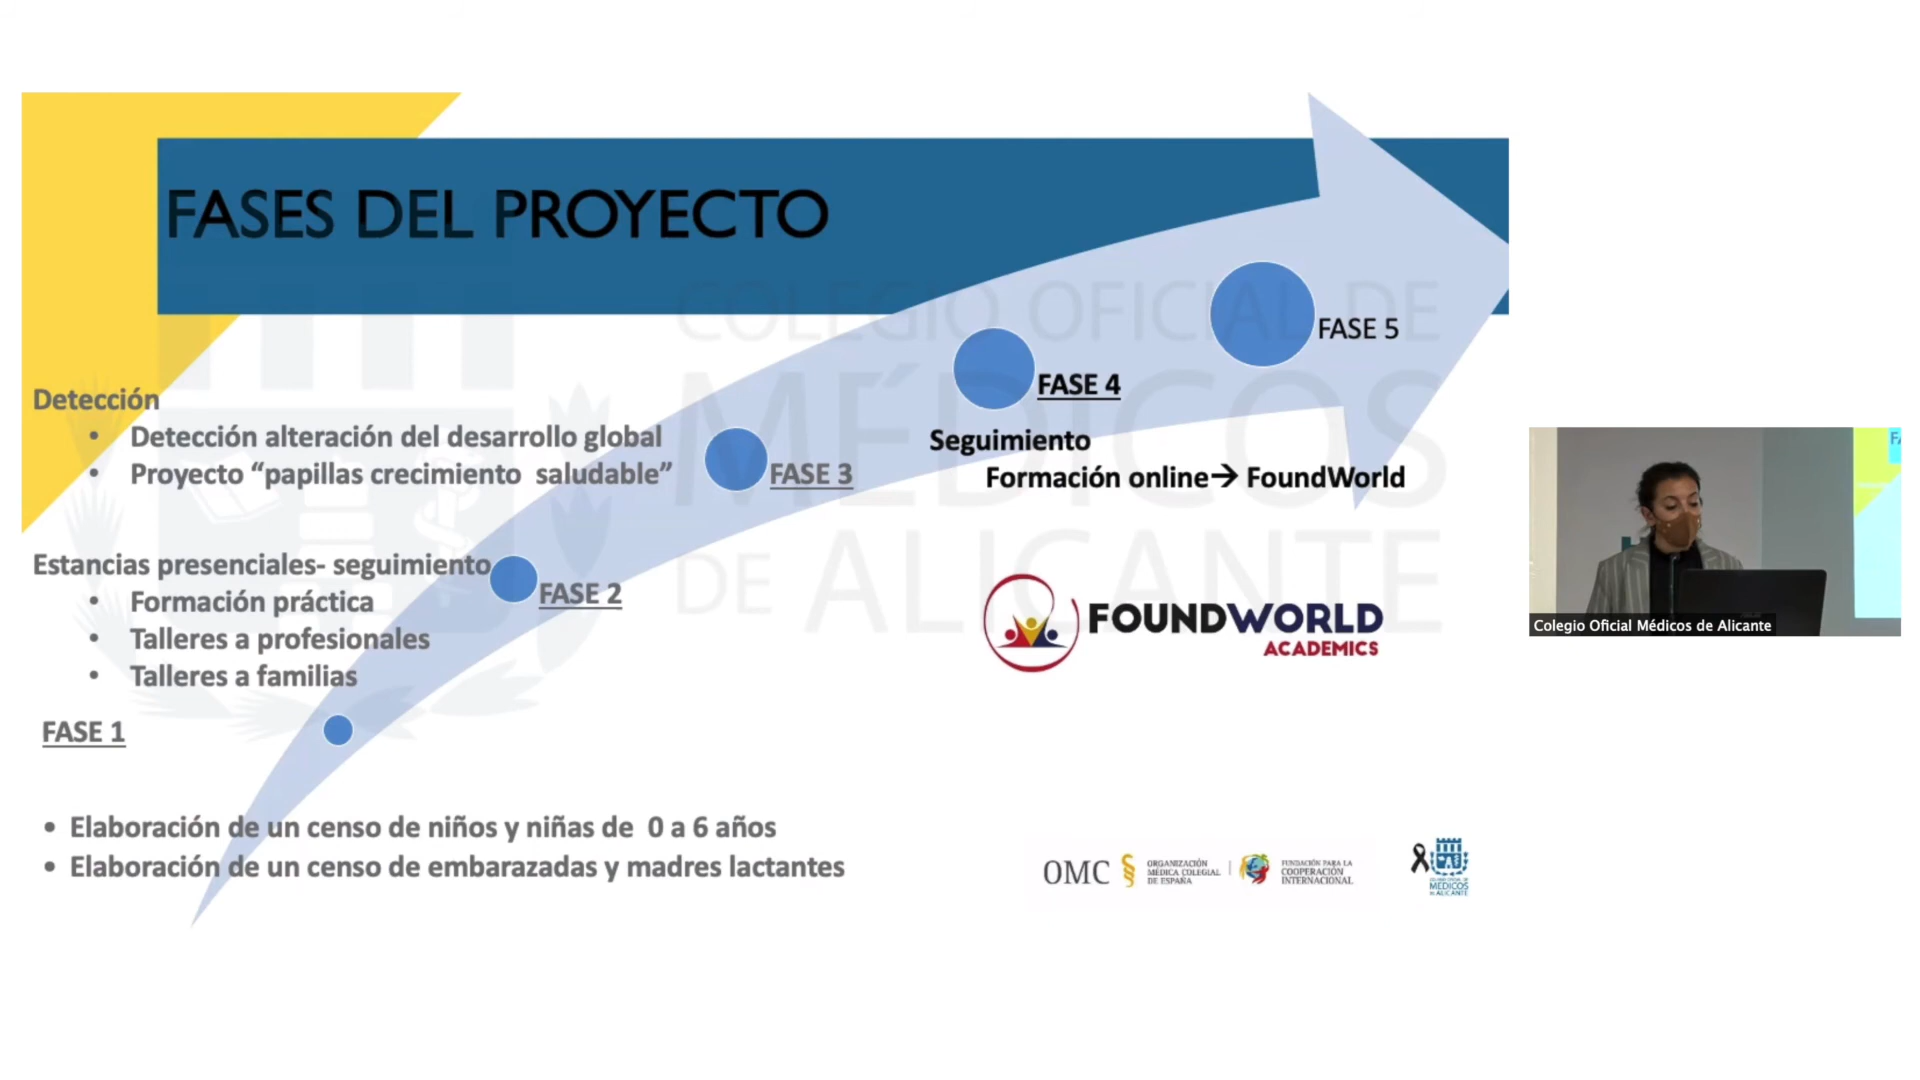 FASES DEL PROYECTO
COLEGIO OFICIAL DE
MÉDICOS
DE ALICANTE
FASE 5
FASE 4
Seguimiento
Formación online→ FoundWorld
Detección
• Detección alteración del desarrollo global
• Proyecto “papillas crecimiento saludable”
FASE 3
Estancias presenciales- seguimiento
• Formación práctica
• Talleres a profesionales
• Talleres a familias
FASE 2
FOUNDWORLD
ACADEMICS
FASE 1
• Elaboración de un censo de niños y niñas de 0 a 6 años
• Elaboración de un censo de embarazadas y madres lactantes
OMC
ORGANIZACIÓN
MÉDICA COLEGIAL
DE ESPAÑA
FUNDACIÓN PARA LA
COOPERACIÓN
INTERNACIONAL
COLEGIO OFICIAL DE
MÉDICOS
DE ALICANTE
FA
Colegio Oficial Médicos de Alicante